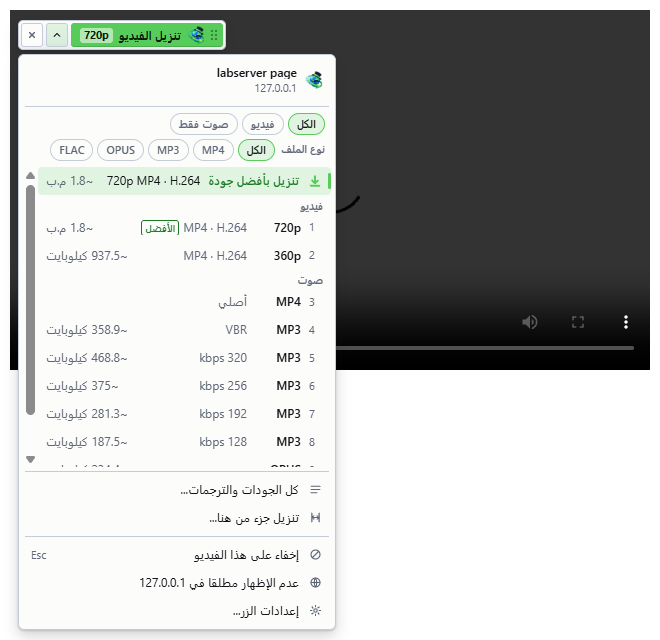 تنزيل الفيديو 720p
labserver page
127.0.0.1
الكل فيديو صوت فقط
نوع الملف الكل MP4 MP3 OPUS FLAC
تنزيل بأفضل جودة 720p MP4 · H.264 ~1.8 م.ب
فيديو
1 720p MP4 · H.264 الأفضل ~1.8 م.ب
2 360p MP4 · H.264 ~937.5 كيلوبايت
صوت
3 MP4 أصلي
4 MP3 VBR ~358.9 كيلوبايت
5 MP3 320 kbps ~468.8 كيلوبايت
6 MP3 256 kbps ~375 كيلوبايت
7 MP3 192 kbps ~281.3 كيلوبايت
8 MP3 128 kbps ~187.5 كيلوبايت
كل الجودات والترجمات...
تنزيل جزء من هنا...
إخفاء على هذا الفيديو Esc
عدم الإظهار مطلقا في 127.0.0.1
إعدادات الزر...